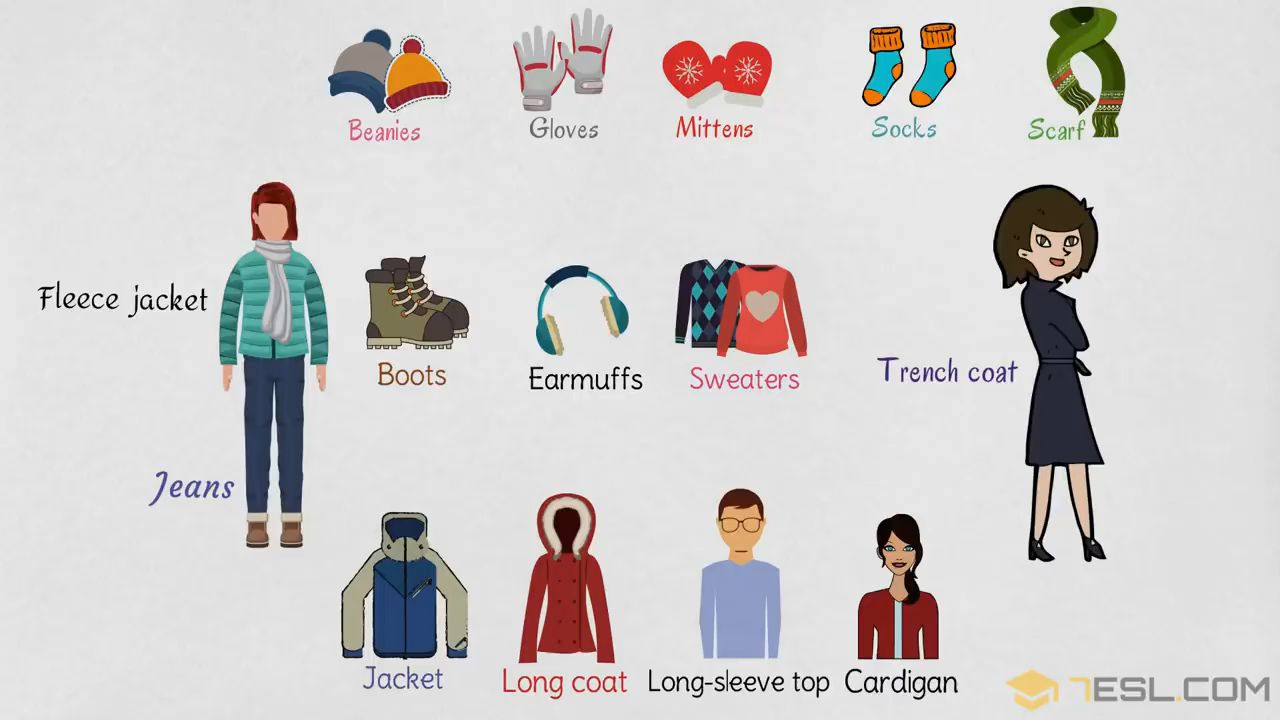 Beanies
Gloves
Mittens
Socks
Scarf
Fleece jacket
Boots
Earmuffs
Sweaters
Trench coat
Jeans
Jacket
Long coat
Long-sleeve top
Cardigan
7ESL.COM